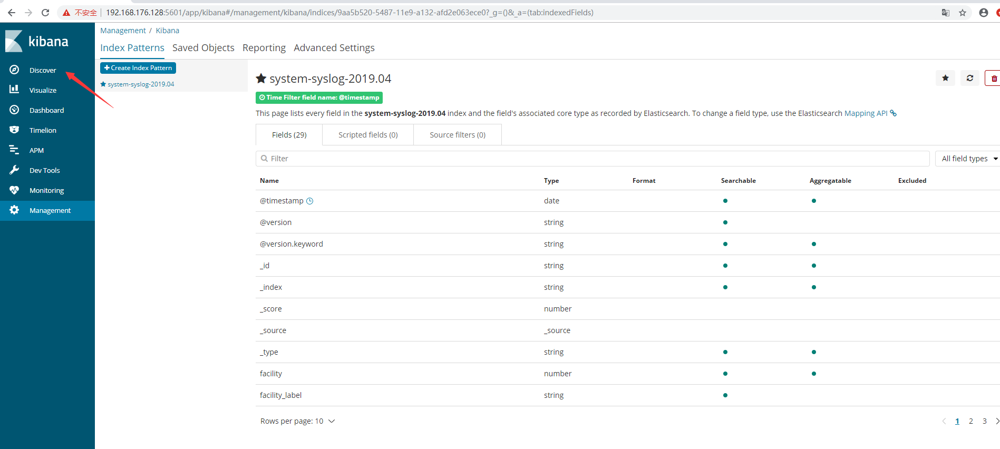 不安全 192.168.176.128:5601/app/kibana#/management/kibana/indices/9aa5b520-5487-11e9-a132-afd2e063ece0?_g=()&_a=(tab:indexedFields)
kibana
Discover
Visualize
Dashboard
Timelion
APM
Dev Tools
Monitoring
Management
Management / Kibana
Index Patterns Saved Objects Reporting Advanced Settings
+ Create Index Pattern
system-syslog-2019.04
system-syslog-2019.04
Time Filter field name: @timestamp
This page lists every field in the system-syslog-2019.04 index and the field's associated core type as recorded by Elasticsearch. To change a field type, use the Elasticsearch Mapping API
Fields (29) Scripted fields (0) Source filters (0)
Filter All field types
Name Type Format Searchable Aggregatable Excluded
@timestamp date
@version string
@version.keyword string
_id string
_index string
_score number
_source _source
_type string
facility number
facility_label string
Rows per page: 10 1 2 3